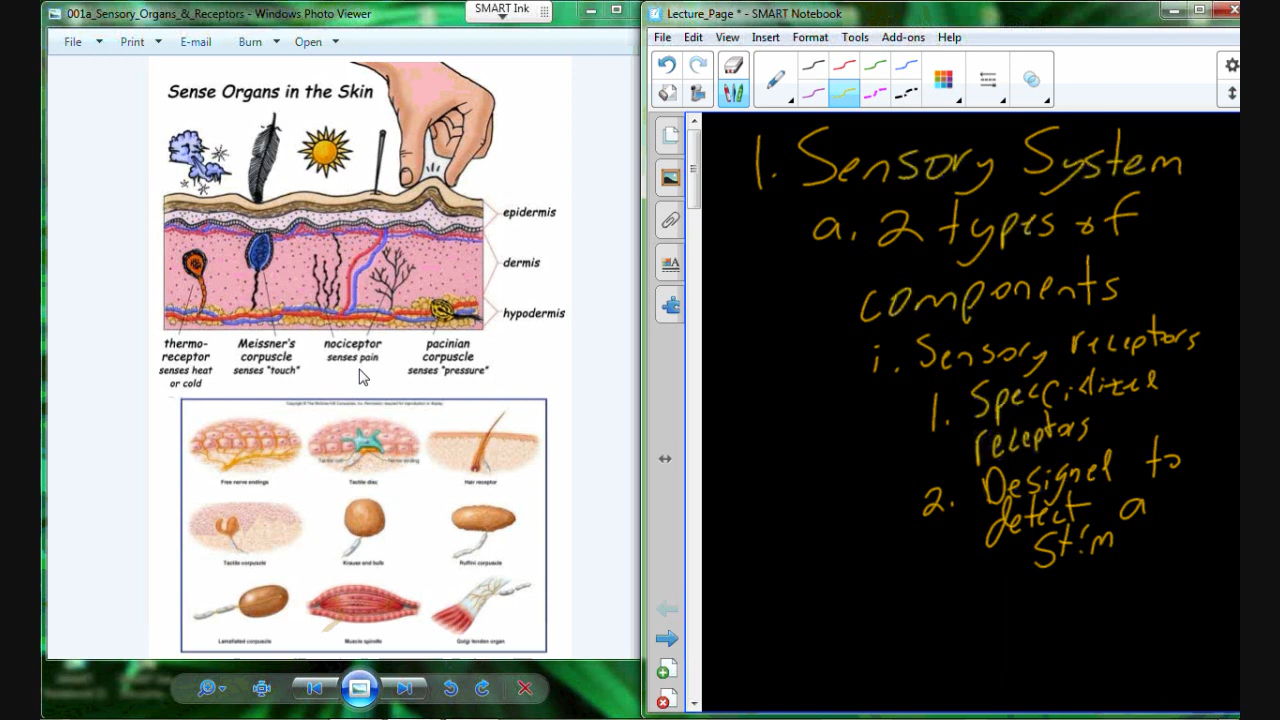 001a_Sensory_Organs_&_Receptors - Windows Photo Viewer
SMART Ink
File Print E-mail Burn Open
Sense Organs in the Skin
epidermis
dermis
hypodermis
thermo-
receptor
senses heat
or cold
Meissner's
corpuscle
senses "touch"
nociceptor
senses pain
pacinian
corpuscle
senses "pressure"
Tactile cell
Nerve ending
Free nerve endings
Tactile disc
Hair receptor
Tactile corpuscle
Krause end bulb
Ruffini corpuscle
Lamellated corpuscle
Muscle spindle
Golgi tendon organ
Lecture_Page * - SMART Notebook
File Edit View Insert Format Tools Add-ons Help
1. Sensory System
a. 2 types of
components
i. Sensory receptors
1. Specialized
receptors
2. Designed to
detect a
Stim